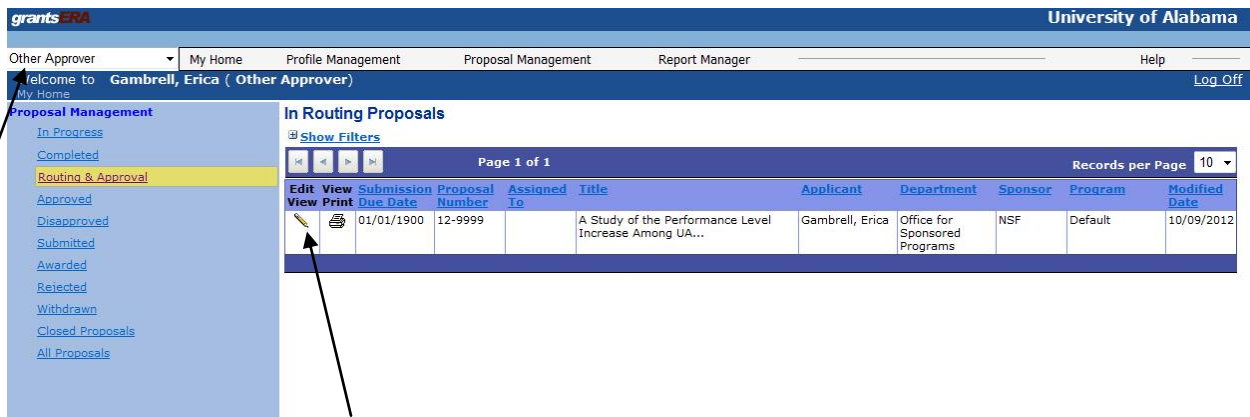 grantsERA University of Alabama
Other Approver My Home Profile Management Proposal Management Report Manager Help
Welcome to Gambrell, Erica ( Other Approver) Log Off
My Home
Proposal Management
In Progress
Completed
Routing & Approval
Approved
Disapproved
Submitted
Awarded
Rejected
Withdrawn
Closed Proposals
All Proposals
In Routing Proposals
Show Filters
Page 1 of 1 Records per Page 10
Edit View Submission Proposal Assigned Title Applicant Department Sponsor Program Modified
View Print Due Date Number To Date
01/01/1900 12-9999 A Study of the Performance Level Gambrell, Erica Office for NSF Default 10/09/2012
Increase Among UA... Sponsored
Programs